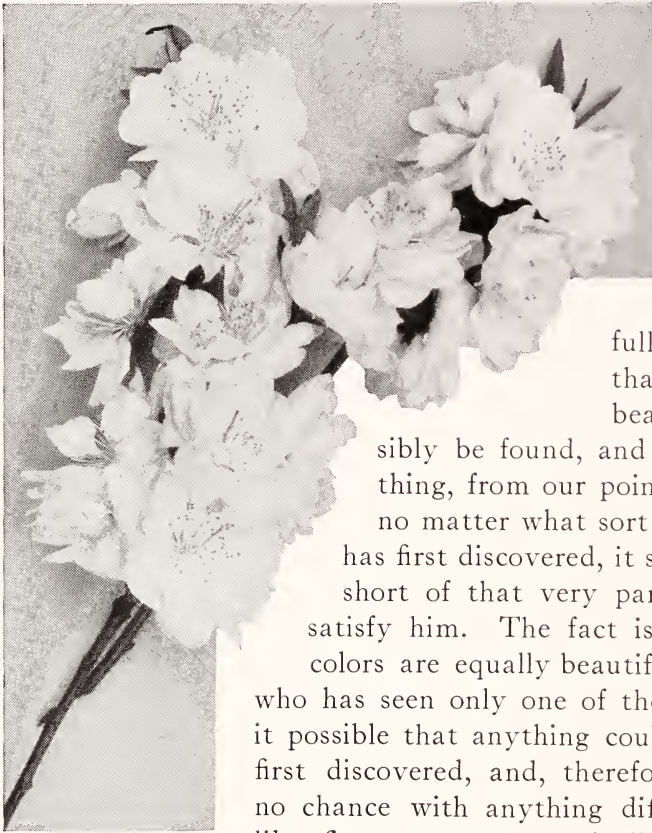 full
tha
bea
sibly be found, and
thing, from our poin
no matter what sort
has first discovered, it s
short of that very par
satisfy him. The fact is
colors are equally beautif
who has seen only one of th
it possible that anything coul
first discovered, and, therefo
no chance with anything dif